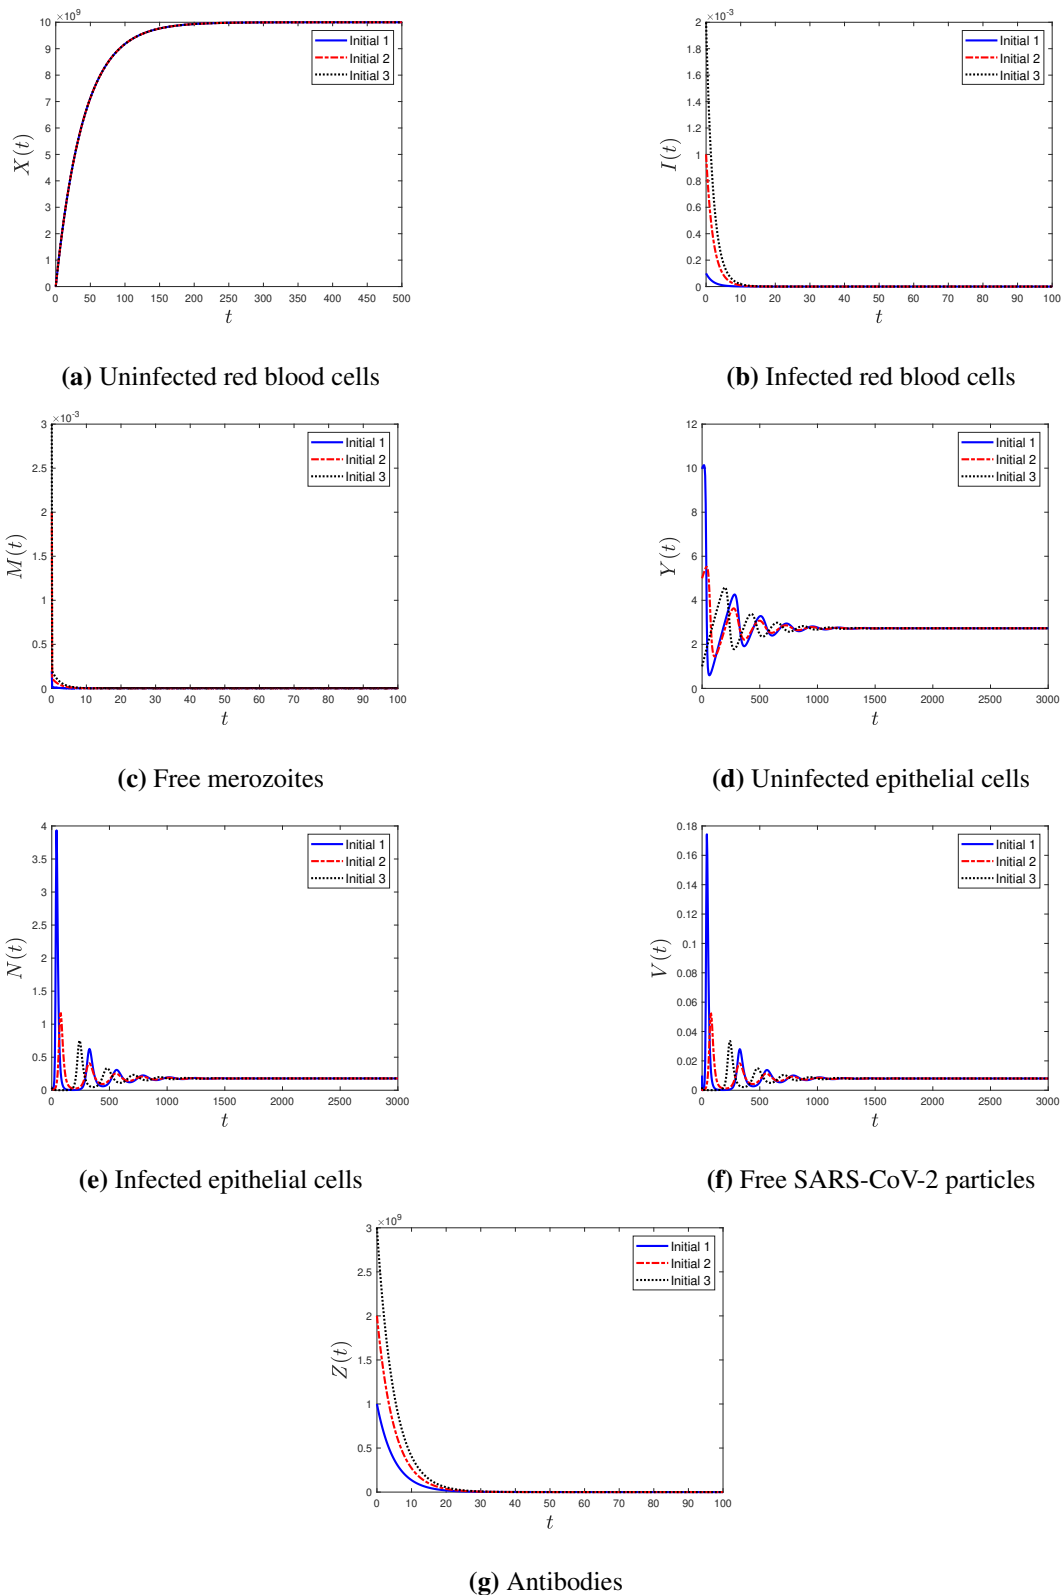 ×10^9
10
9
8
7
6
5
4
3
2
1
0
X(t)
Initial 1
Initial 2
Initial 3
0 50 100 150 200 250 300 350 400 450 500
t
(a) Uninfected red blood cells
×10^-3
2
1.8
1.6
1.4
1.2
1
0.8
0.6
0.4
0.2
0
I(t)
Initial 1
Initial 2
Initial 3
0 10 20 30 40 50 60 70 80 90 100
t
(b) Infected red blood cells
×10^-3
3
2.5
2
1.5
1
0.5
0
M(t)
Initial 1
Initial 2
Initial 3
0 10 20 30 40 50 60 70 80 90 100
t
(c) Free merozoites
12
10
8
6
4
2
0
Y(t)
Initial 1
Initial 2
Initial 3
0 500 1000 1500 2000 2500 3000
t
(d) Uninfected epithelial cells
4
3.5
3
2.5
2
1.5
1
0.5
0
N(t)
Initial 1
Initial 2
Initial 3
0 500 1000 1500 2000 2500 3000
t
(e) Infected epithelial cells
0.18
0.16
0.14
0.12
0.1
0.08
0.06
0.04
0.02
0
V(t)
Initial 1
Initial 2
Initial 3
0 500 1000 1500 2000 2500 3000
t
(f) Free SARS-CoV-2 particles
×10^9
3
2.5
2
1.5
1
0.5
0
Z(t)
Initial 1
Initial 2
Initial 3
0 10 20 30 40 50 60 70 80 90 100
t
(g) Antibodies